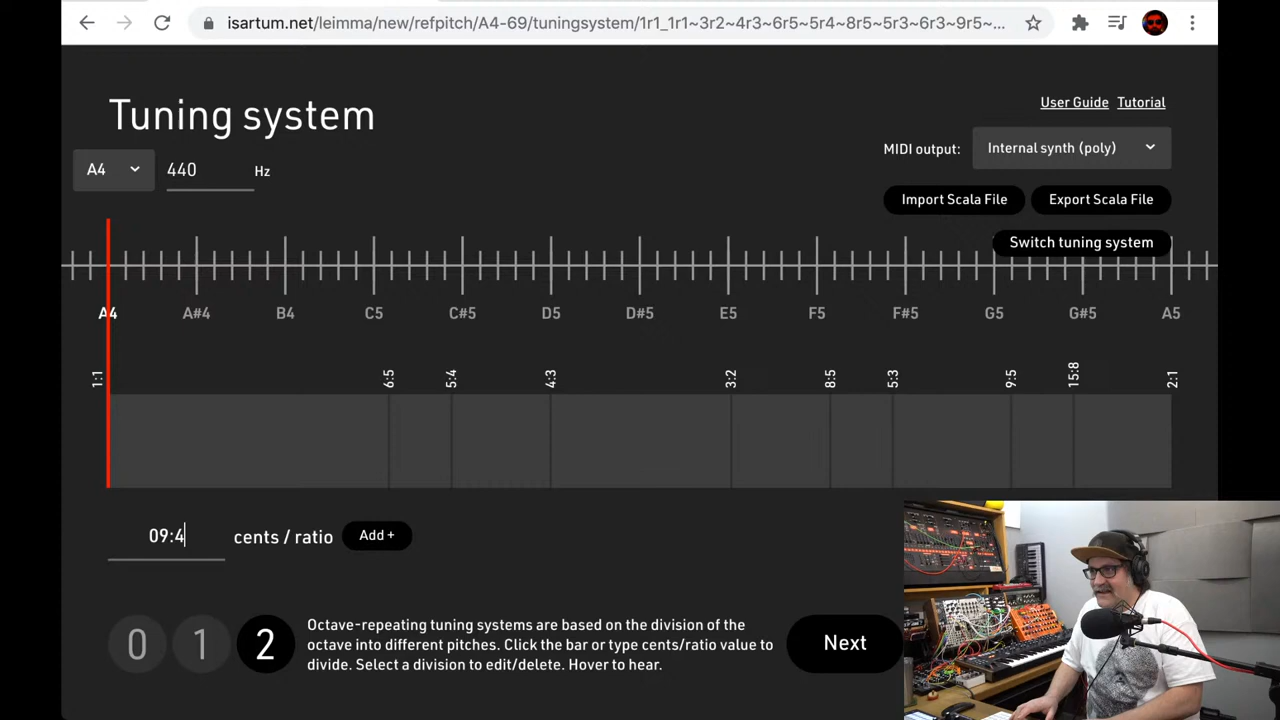 isartum.net/leimma/new/refpitch/A4-69/tuningsystem/1r1_1r1~3r2~4r3~6r5~5r4~8r5~5r3~6r3~9r5~...
Tuning system
User Guide Tutorial
A4 440 Hz
MIDI output: Internal synth (poly)
Import Scala File Export Scala File
Switch tuning system
A4 A#4 B4 C5 C#5 D5 D#5 E5 F5 F#5 G5 G#5 A5
1:1 6:5 5:4 4:3 3:2 8:5 5:3 9:5 15:8 2:1
09:4 cents / ratio Add +
0 1 2
Octave-repeating tuning systems are based on the division of the
octave into different pitches. Click the bar or type cents/ratio value to
divide. Select a division to edit/delete. Hover to hear.
Next